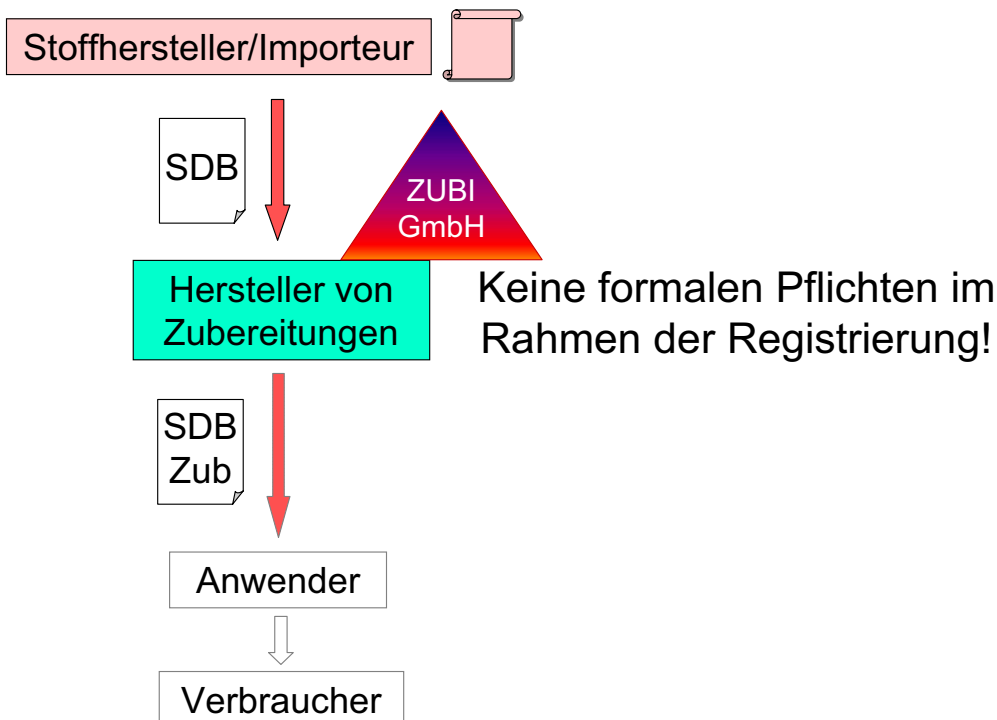 Stoffhersteller/Importeur
SDB
ZUBI
GmbH
Hersteller von
Zubereitungen
Keine formalen Pflichten im
Rahmen der Registrierung!
SDB
Zub
Anwender
Verbraucher